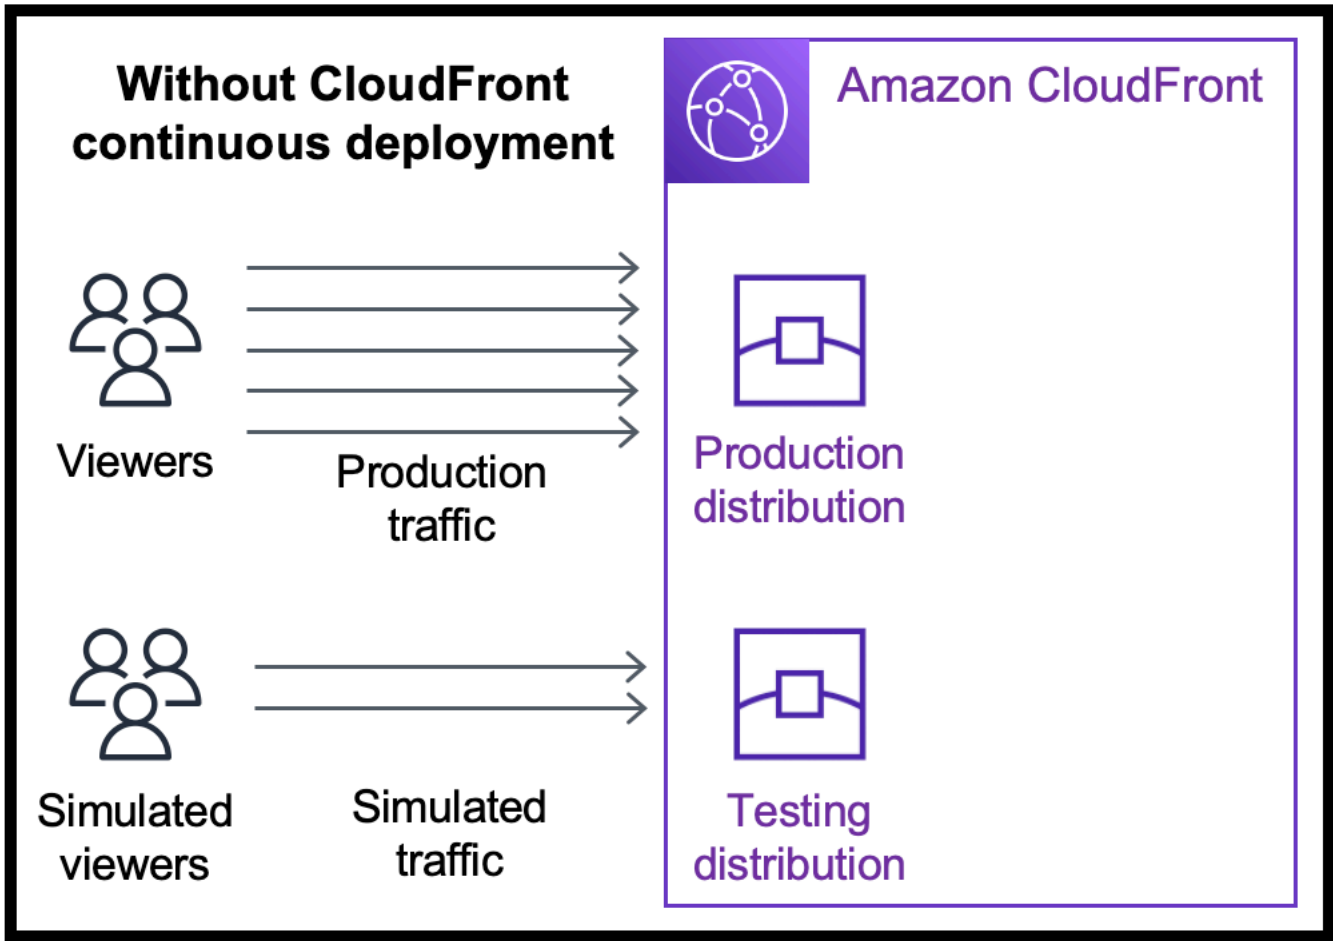 Without CloudFront
continuous deployment
Amazon CloudFront
Viewers
Production
traffic
Production
distribution
Simulated
viewers
Simulated
traffic
Testing
distribution